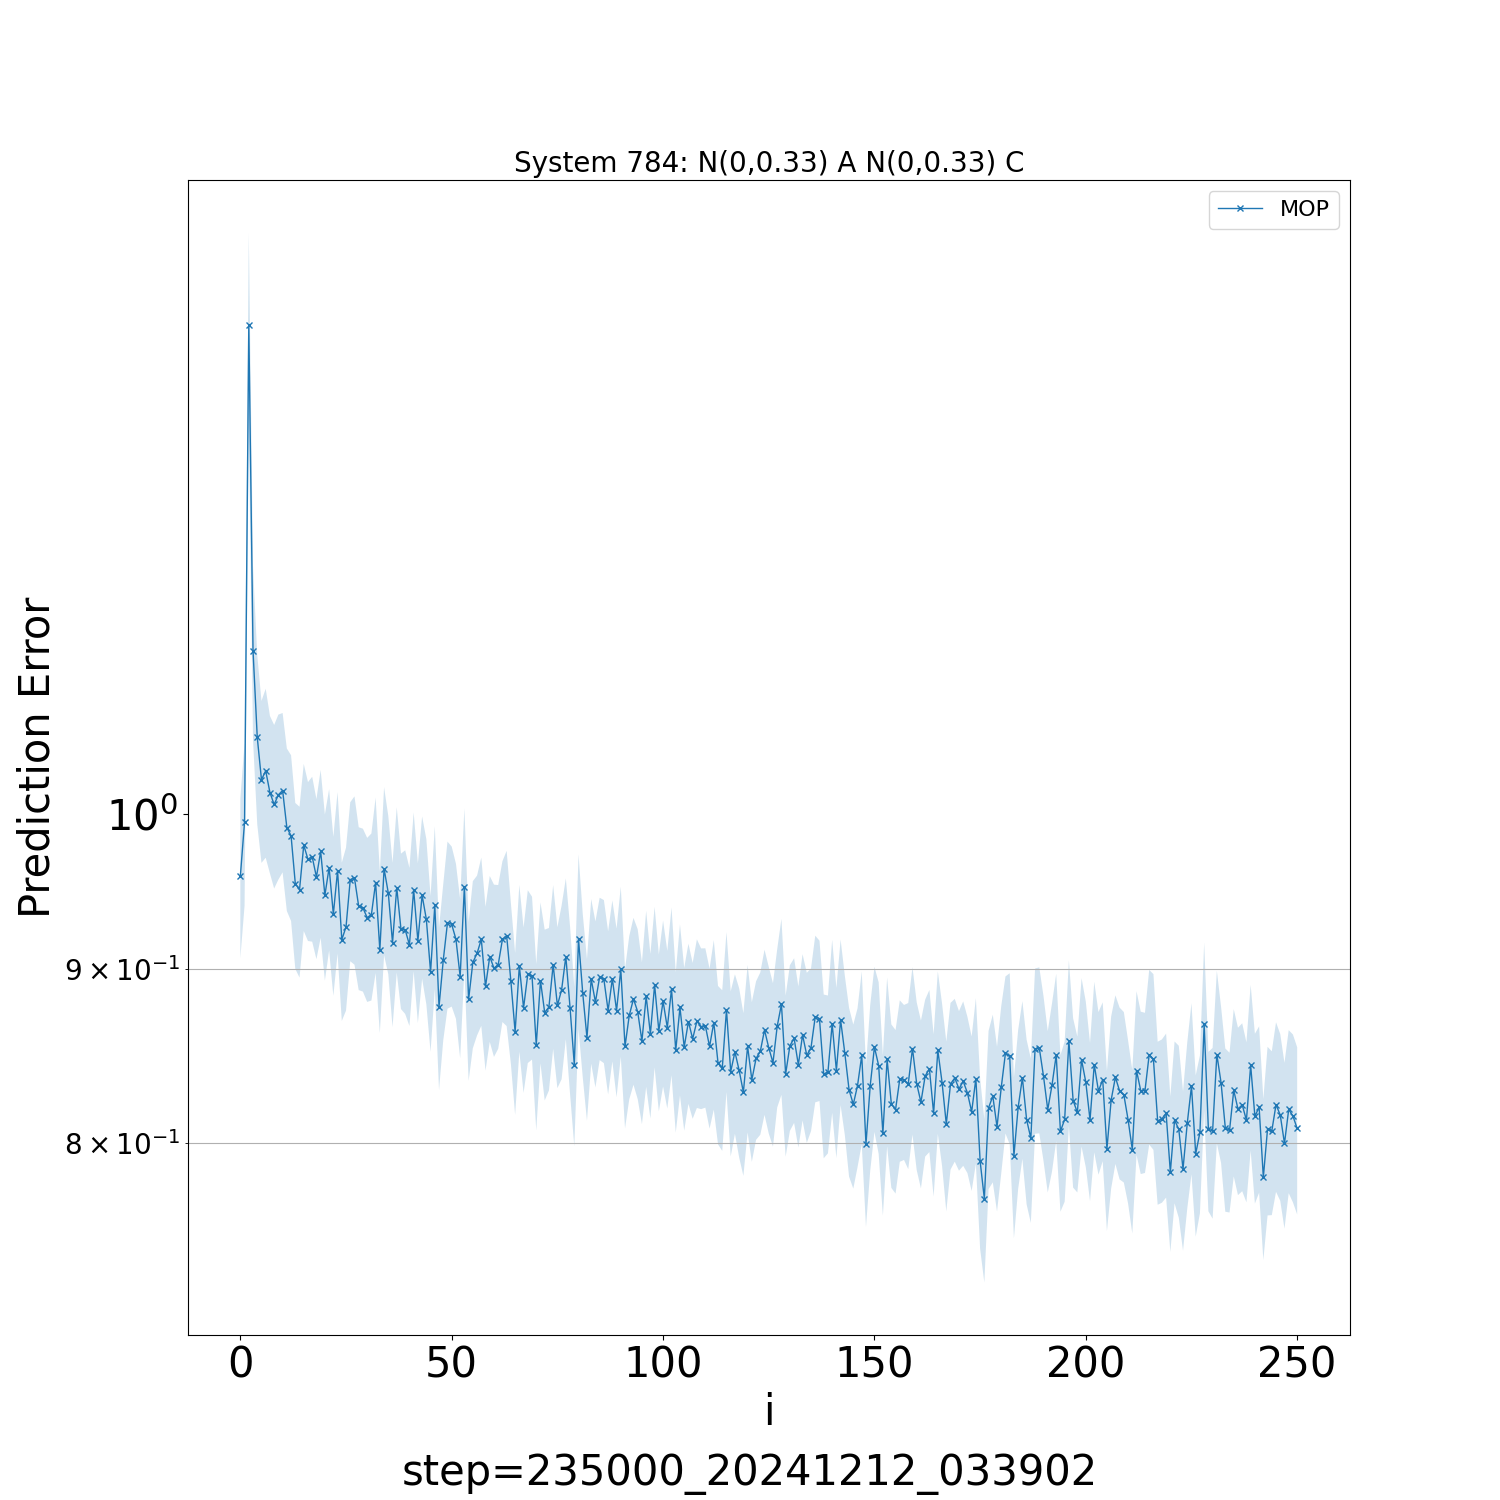 System 784: N(0,0.33) A N(0,0.33) C
MOP
Prediction Error
10⁰
9 × 10⁻¹
8 × 10⁻¹
0 50 100 150 200 250
i
step=235000_20241212_033902